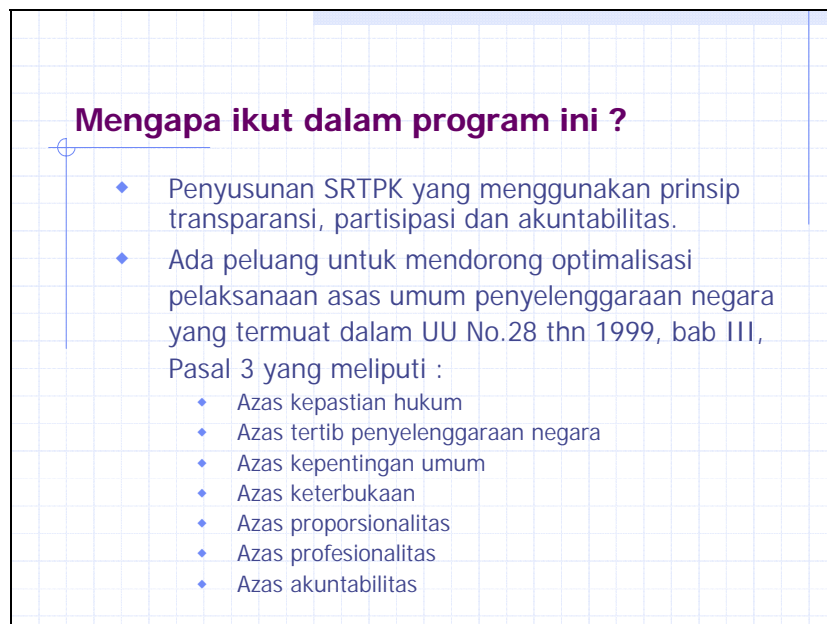 Mengapa ikut dalam program ini ?
Penyusunan SRTPK yang menggunakan prinsip
transparansi, partisipasi dan akuntabilitas.
Ada peluang untuk mendorong optimalisasi
pelaksanaan asas umum penyelenggaraan negara
yang termuat dalam UU No.28 thn 1999, bab III,
Pasal 3 yang meliputi :
Azas kepastian hukum
Azas tertib penyelenggaraan negara
Azas kepentingan umum
Azas keterbukaan
Azas proporsionalitas
Azas profesionalitas
Azas akuntabilitas